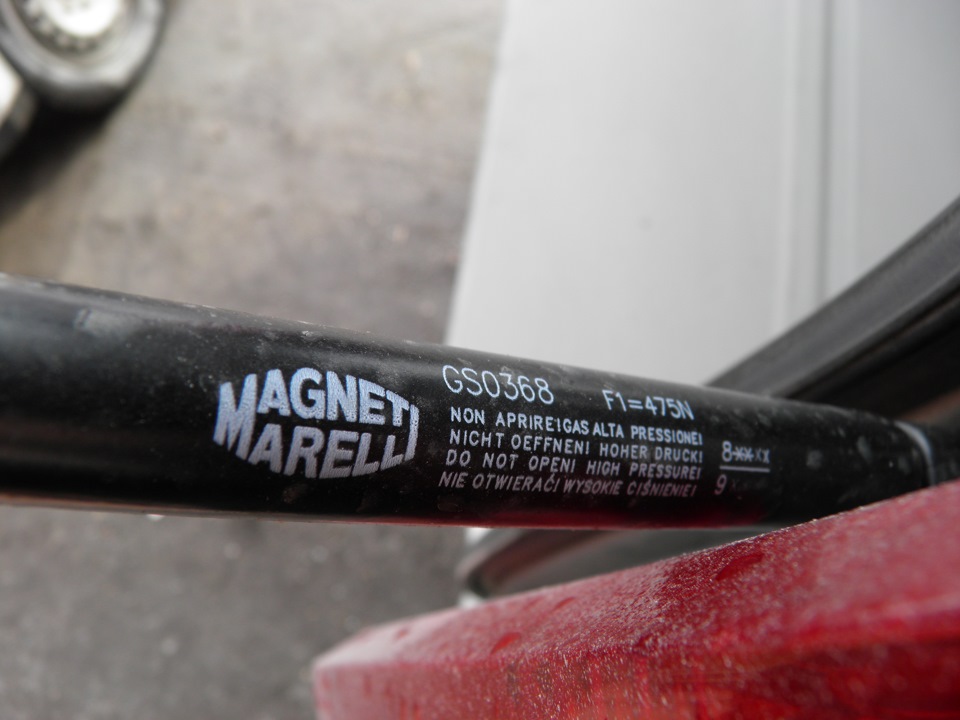 MAGNETI
MARELLI
GS0368 F1=475N
NON APRIRE!GAS ALTA PRESSIONE!
NICHT OEFFNEN! HOHER DRUCK!
DO NOT OPEN! HIGH PRESSURE!
NIE OTWIERAĆ! WYSOKIE CIŚNIENIE!
8
9